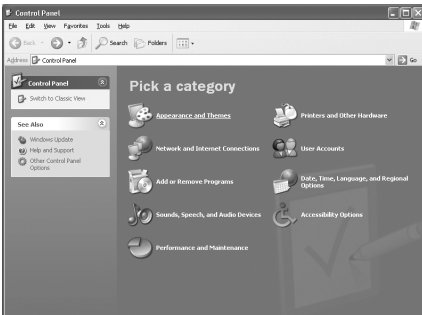 Control Panel
File Edit View Favorites Tools Help
Back Search Folders
Address Control Panel Go
Control Panel
Switch to Classic View
See Also
Windows Update
Help and Support
Other Control Panel
Options
Pick a category
Appearance and Themes
Printers and Other Hardware
Network and Internet Connections
User Accounts
Add or Remove Programs
Date, Time, Language, and Regional
Options
Sounds, Speech, and Audio Devices
Accessibility Options
Performance and Maintenance